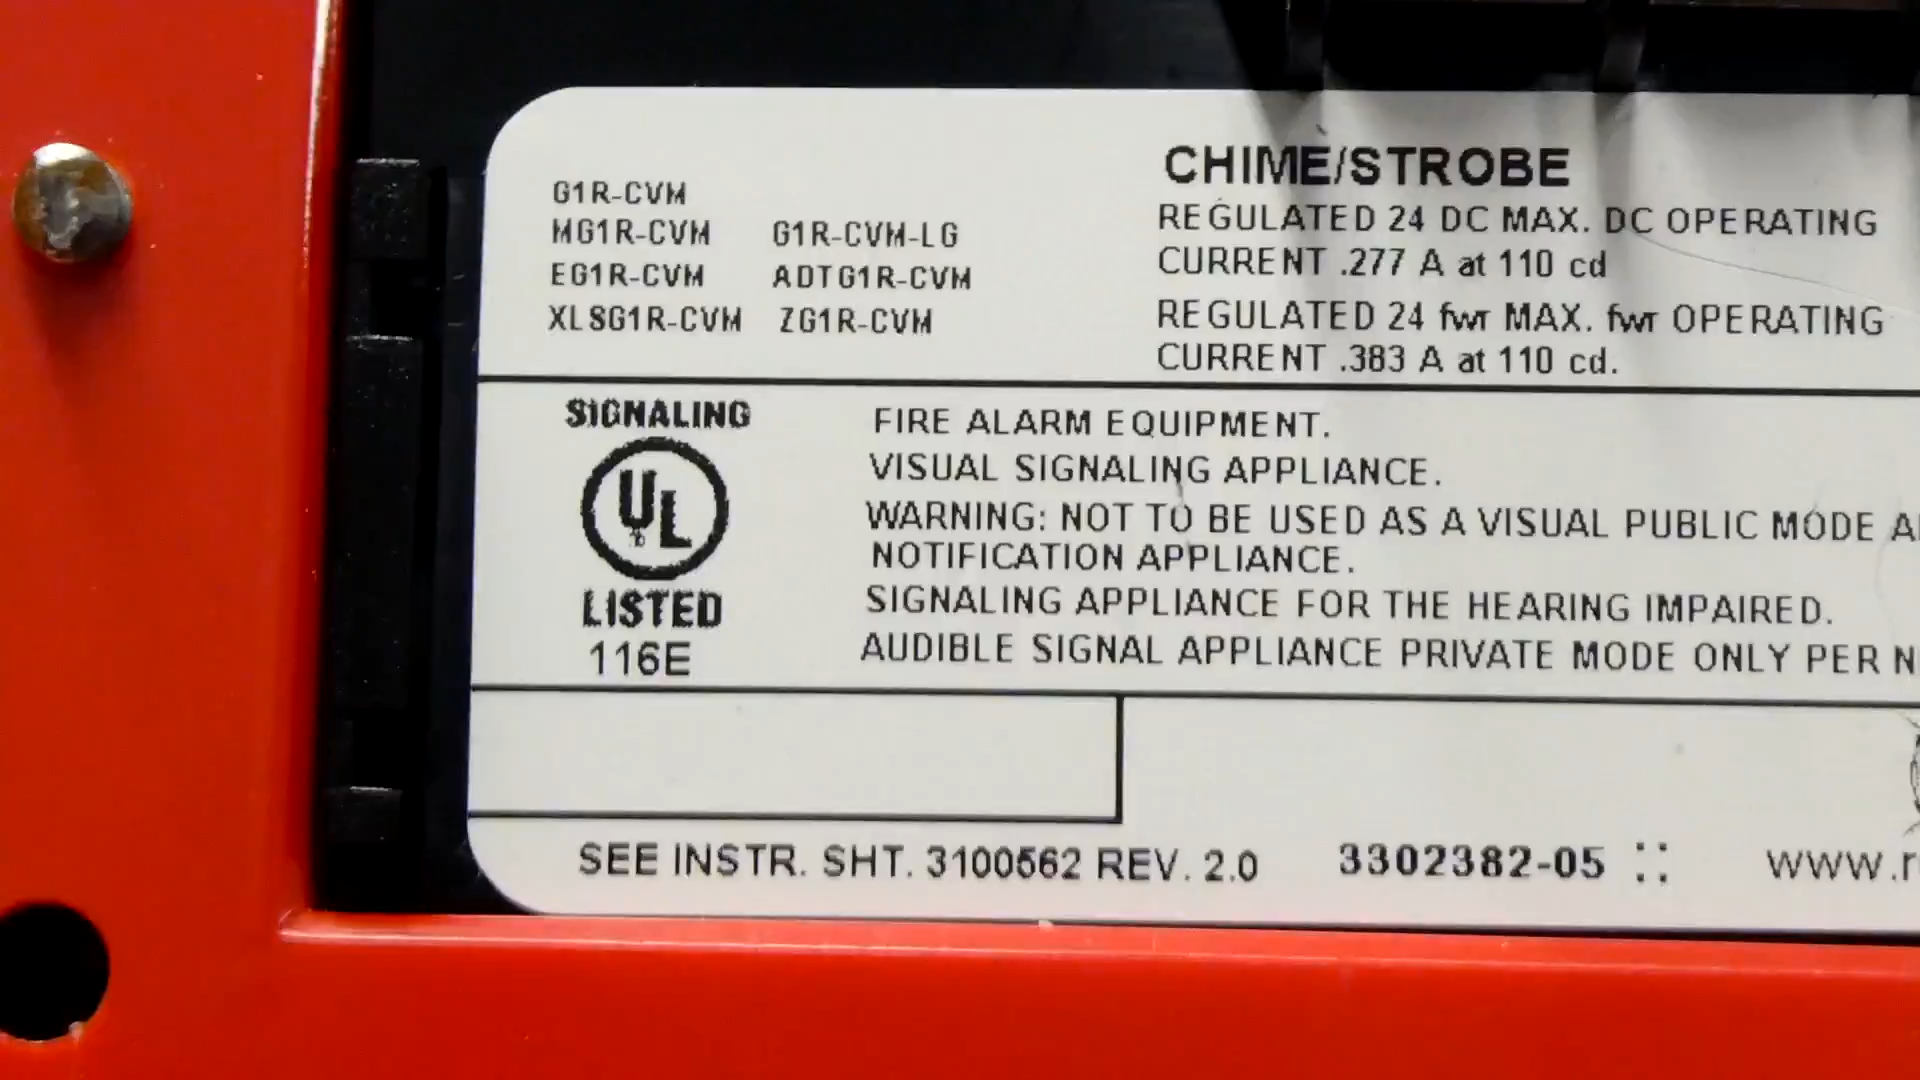 G1R-CVM
MG1R-CVM G1R-CVM-LG
EG1R-CVM ADTG1R-CVM
XLSG1R-CVM ZG1R-CVM
CHIME/STROBE
REGULATED 24 DC MAX. DC OPERATING
CURRENT .277 A at 110 cd
REGULATED 24 fwr MAX. fwr OPERATING
CURRENT .383 A at 110 cd.
SIGNALING
UL
LISTED
116E
FIRE ALARM EQUIPMENT.
VISUAL SIGNALING APPLIANCE.
WARNING: NOT TO BE USED AS A VISUAL PUBLIC MODE
NOTIFICATION APPLIANCE.
SIGNALING APPLIANCE FOR THE HEARING IMPAIRED.
AUDIBLE SIGNAL APPLIANCE PRIVATE MODE ONLY PER
SEE INSTR. SHT. 3100562 REV. 2.0 3302382-05 :: www.r